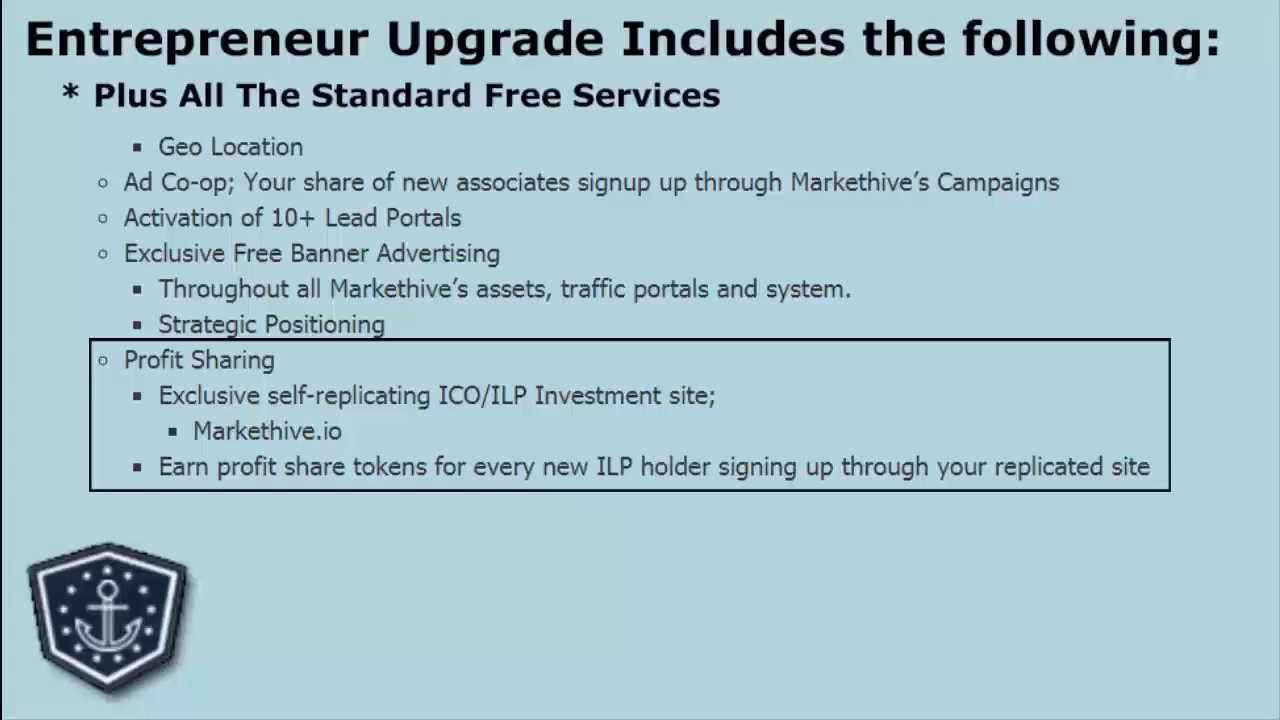 Entrepreneur Upgrade Includes the following:
* Plus All The Standard Free Services
▪ Geo Location
○ Ad Co-op; Your share of new associates signup up through Markethive’s Campaigns
○ Activation of 10+ Lead Portals
○ Exclusive Free Banner Advertising
▪ Throughout all Markethive’s assets, traffic portals and system.
▪ Strategic Positioning
○ Profit Sharing
▪ Exclusive self-replicating ICO/ILP Investment site;
▪ Markethive.io
▪ Earn profit share tokens for every new ILP holder signing up through your replicated site